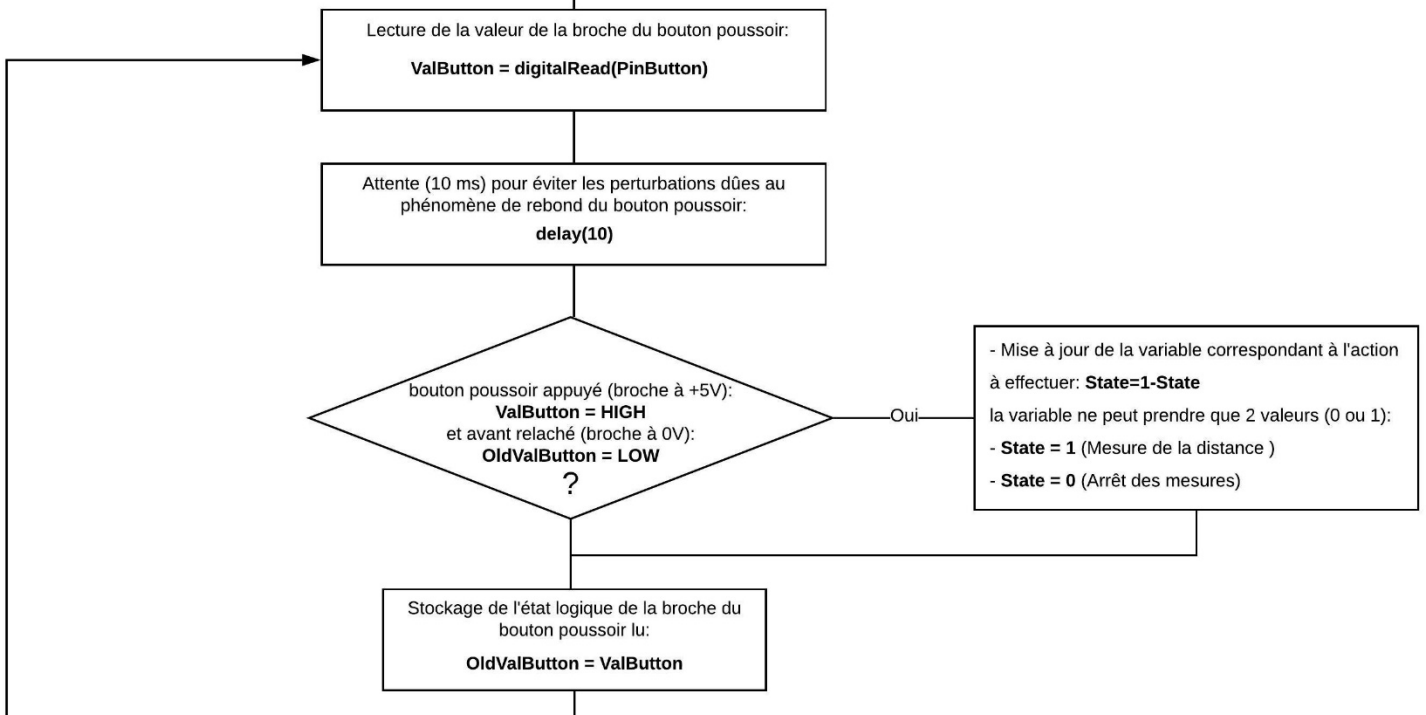 Lecture de la valeur de la broche du bouton poussoir:
ValButton = digitalRead(PinButton)
Attente (10 ms) pour éviter les perturbations dûes au
phénomène de rebond du bouton poussoir:
delay(10)
bouton poussoir appuyé (broche à +5V):
ValButton = HIGH
et avant relaché (broche à 0V):
OldValButton = LOW
?
Oui
- Mise à jour de la variable correspondant à l'action
à effectuer: State=1-State
la variable ne peut prendre que 2 valeurs (0 ou 1):
- State = 1 (Mesure de la distance )
- State = 0 (Arrêt des mesures)
Stockage de l'état logique de la broche du
bouton poussoir lu:
OldValButton = ValButton